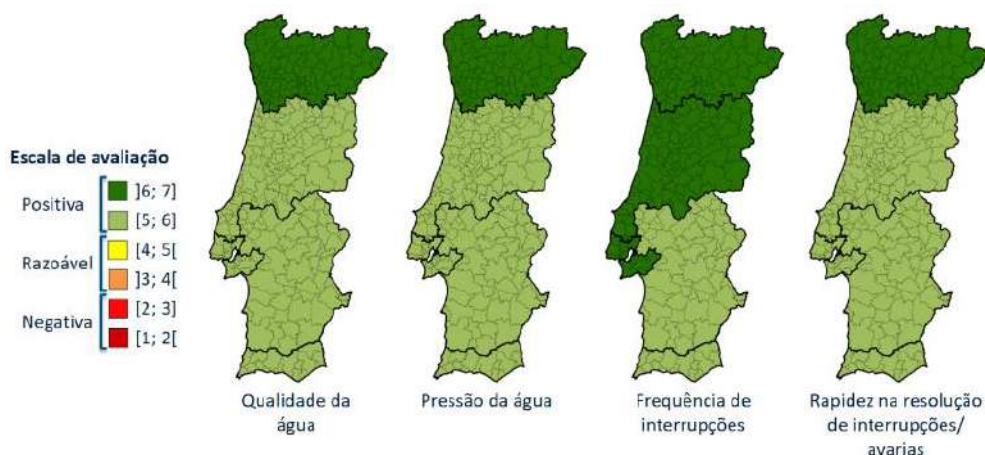 Escala de avaliação
Positiva
]6; 7]
[5; 6]
Razoável
[4; 5[
]3; 4[
Negativa
[2; 3]
[1; 2[
Qualidade da
água
Pressão da água
Frequência de
interrupções
Rapidez na resolução
de interrupções/
avarias